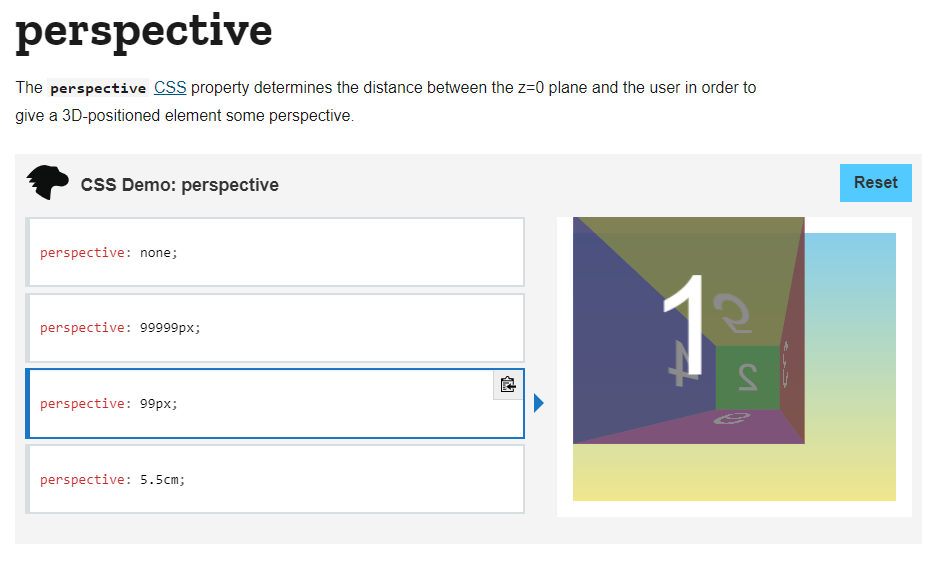 perspective
The perspective CSS property determines the distance between the z=0 plane and the user in order to
give a 3D-positioned element some perspective.
CSS Demo: perspective
Reset
perspective: none;
perspective: 99999px;
perspective: 99px;
perspective: 5.5cm;
1
5
4
2
3
6